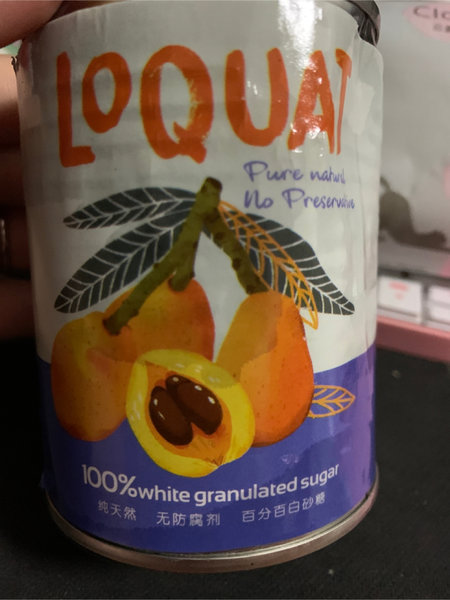 LOQUAT
Pure natural
No Preservative
100% white granulated sugar
纯天然 无防腐剂 百分百白砂糖
Clo